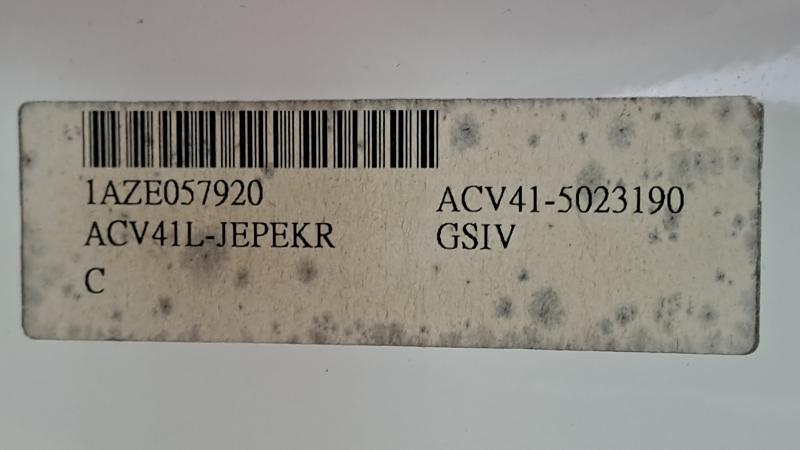 1AZE057920 ACV41-5023190
ACV41L-JEPEKR GSIV
C